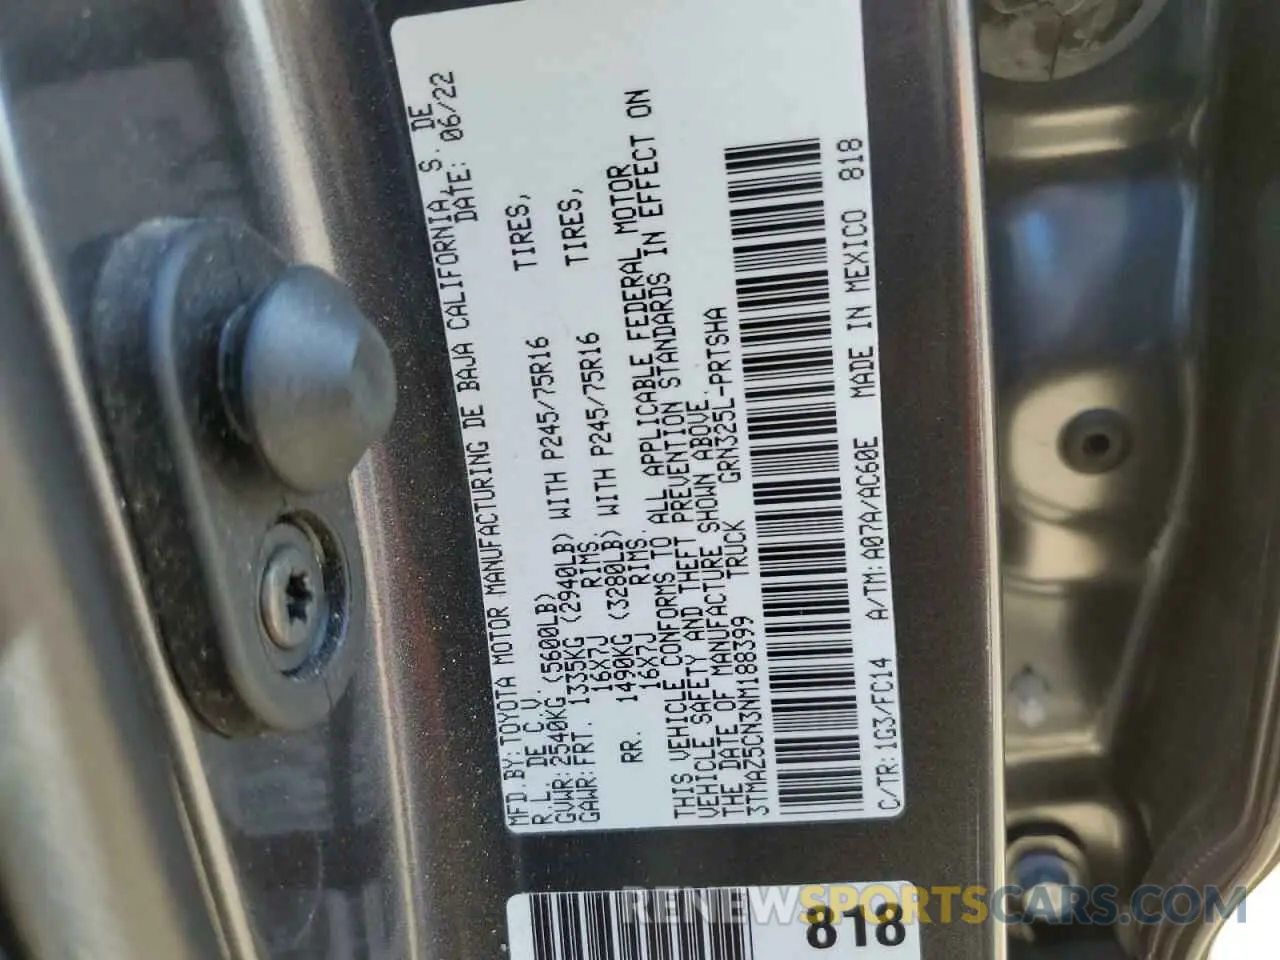 MFD.BY:TOYOTA MOTOR MANUFACTURING DE BAJA CALIFORNIA, S. DE
R.L. DE C.V. DATE: 06/22
GVWR:2540KG (5600LB)
GAWR:FRT. 1335KG (2940LB) WITH P245/75R16 TIRES,
16X7J RIMS,
RR. 1490KG (3280LB) WITH P245/75R16 TIRES,
16X7J RIMS.
THIS VEHICLE CONFORMS TO ALL APPLICABLE FEDERAL MOTOR
VEHICLE SAFETY AND THEFT PREVENTION STANDARDS IN EFFECT ON
THE DATE OF MANUFACTURE SHOWN ABOVE.
3TMAZ5CN3NM188399 TRUCK GRN325L-PRTSHA
C/TR:1G3/FC14 A/TM:A07A/AC60E MADE IN MEXICO 818
818
RENEWSPORTSCARS.COM